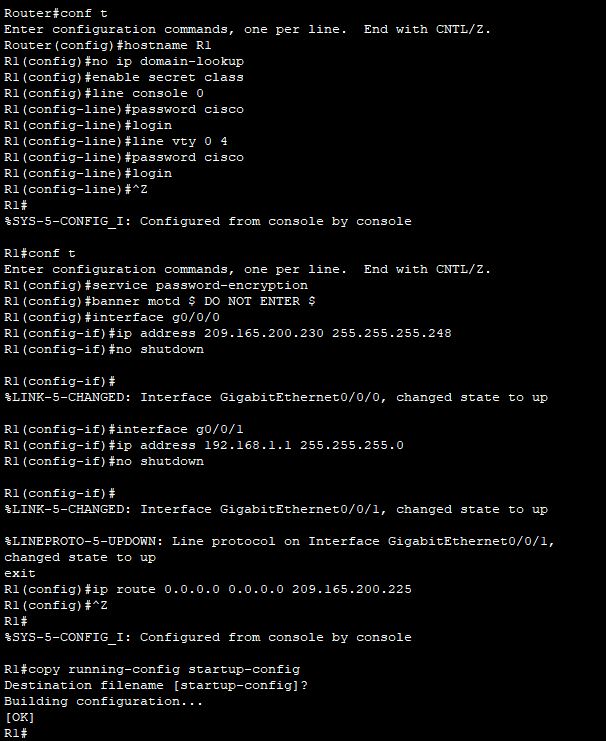 Router#conf t
Enter configuration commands, one per line.  End with CNTL/Z.
Router(config)#hostname R1
R1(config)#no ip domain-lookup
R1(config)#enable secret class
R1(config)#line console 0
R1(config-line)#password cisco
R1(config-line)#login
R1(config-line)#line vty 0 4
R1(config-line)#password cisco
R1(config-line)#login
R1(config-line)#^Z
R1#
%SYS-5-CONFIG_I: Configured from console by console
R1#conf t
Enter configuration commands, one per line.  End with CNTL/Z.
R1(config)#service password-encryption
R1(config)#banner motd $ DO NOT ENTER $
R1(config)#interface g0/0/0
R1(config-if)#ip address 209.165.200.230 255.255.255.248
R1(config-if)#no shutdown
R1(config-if)#
%LINK-5-CHANGED: Interface GigabitEthernet0/0/0, changed state to up
R1(config-if)#interface g0/0/1
R1(config-if)#ip address 192.168.1.1 255.255.255.0
R1(config-if)#no shutdown
R1(config-if)#
%LINK-5-CHANGED: Interface GigabitEthernet0/0/1, changed state to up
%LINEPROTO-5-UPDOWN: Line protocol on Interface GigabitEthernet0/0/1,
changed state to up
exit
R1(config)#ip route 0.0.0.0 0.0.0.0 209.165.200.225
R1(config)#^Z
R1#
%SYS-5-CONFIG_I: Configured from console by console
R1#copy running-config startup-config
Destination filename [startup-config]?
Building configuration...
[OK]
R1#